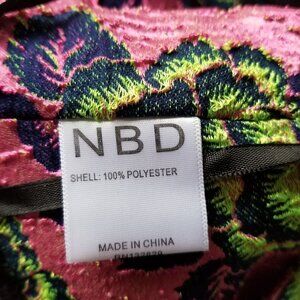 NBD
SHELL: 100% POLYESTER
MADE IN CHINA